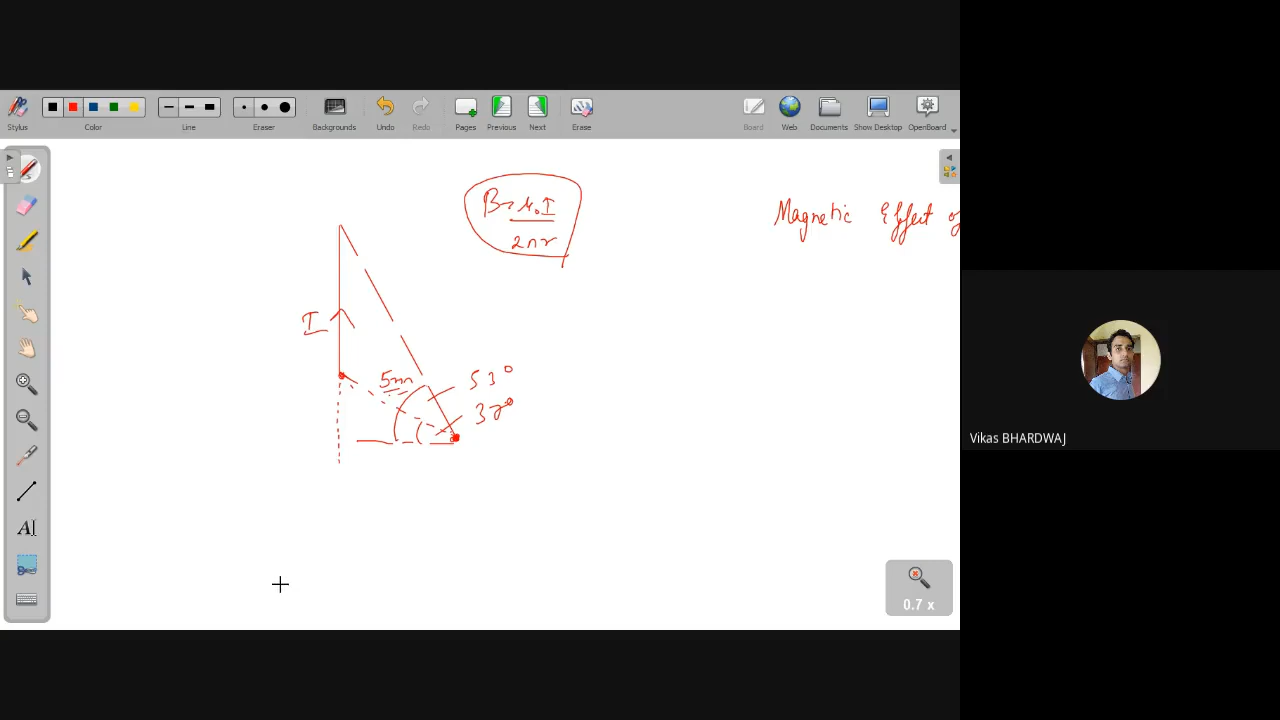 Stylus
Color
Line
Eraser
Backgrounds
Undo
Redo
Pages
Previous
Next
Erase
Board
Web
Documents
Show Desktop
OpenBoard
B = μ₀I
2πr
Magnetic Effect of
I
5m
53°
37°
A
0.7 x
Vikas BHARDWAJ